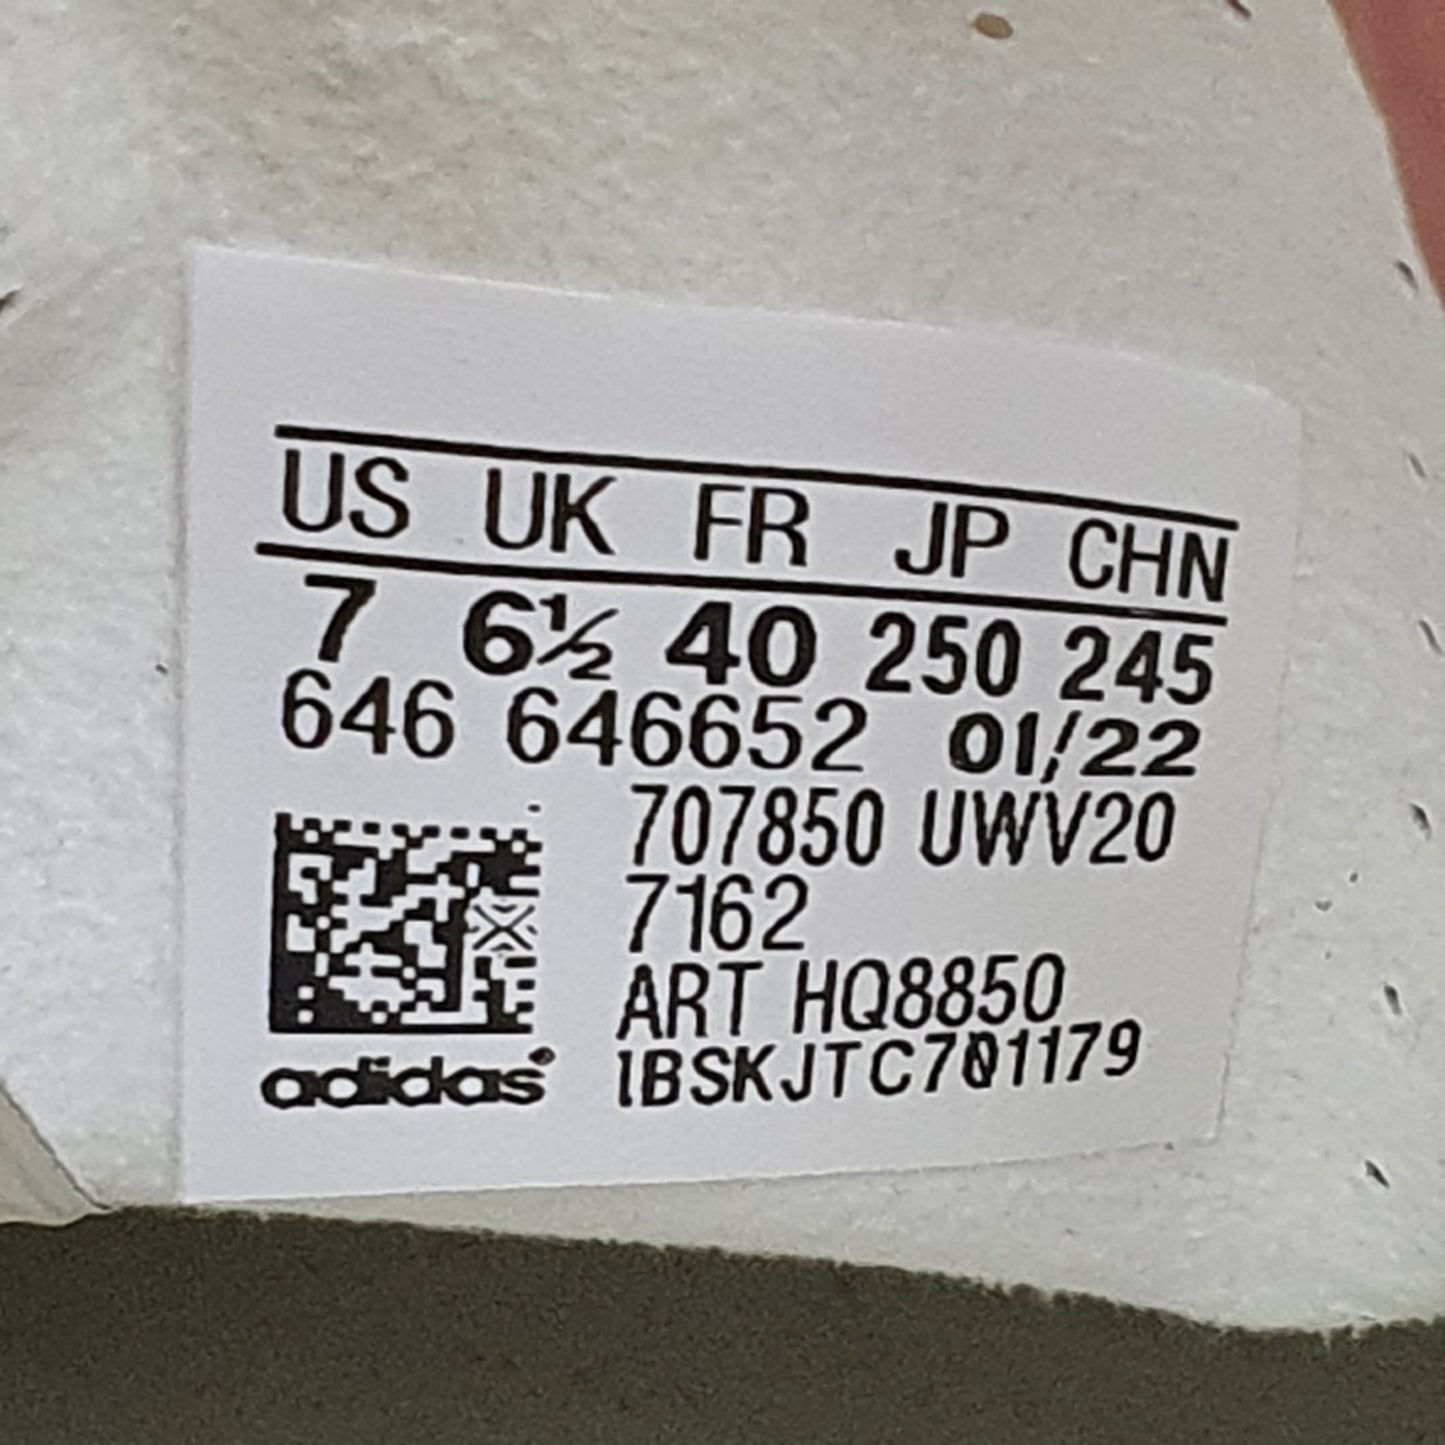 US UK FR JP CHN
7 6½ 40 250 245
646 646652 01/22
707850 UWV20
7162
ART HQ8850
adidas 1BSKJTC701179